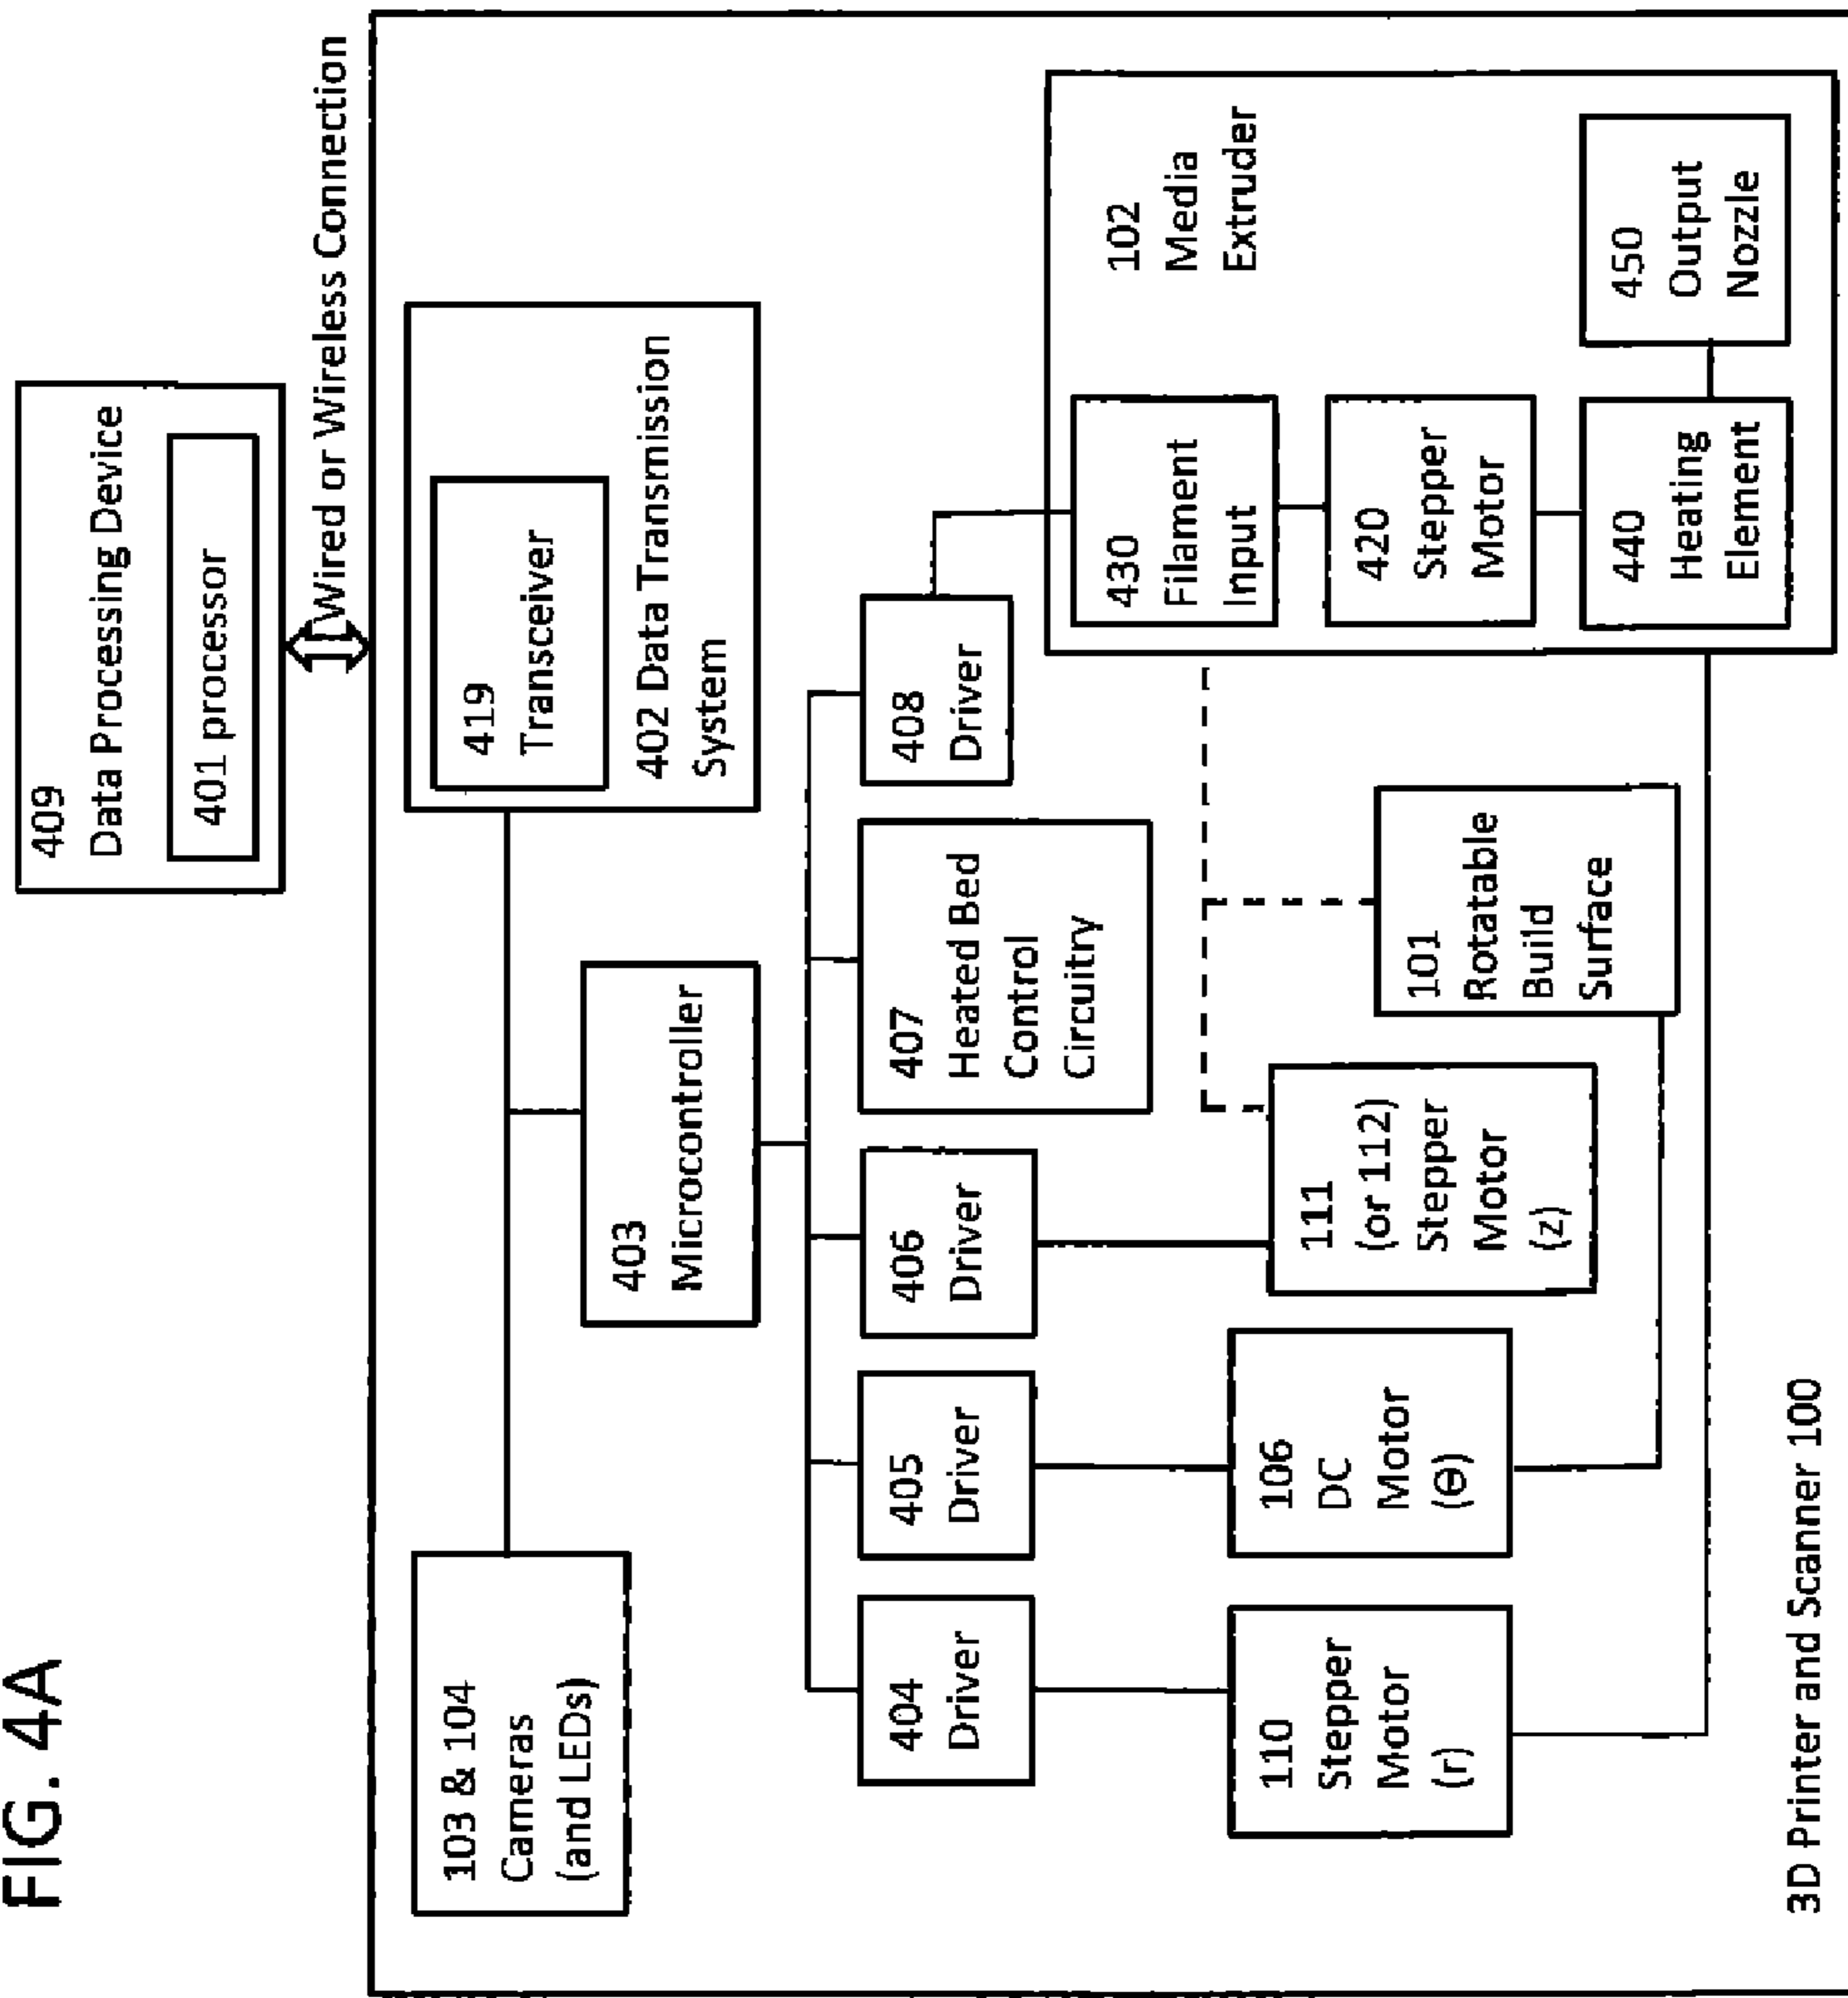 FIG. 4A
409
Data Processing Device
401 processor
Wired or Wireless Connection
103 & 104
Cameras
(and LEDs)
419
Transceiver
402 Data Transmission
System
403
Microcontroller
404
Driver
405
Driver
406
Driver
407
Heated Bed
Control
Circuitry
408
Driver
102
Media
Extruder
430
Filament
Input
420
Stepper
Motor
440
Heating
Element
450
Output
Nozzle
110
Stepper
Motor
(r)
106
DC
Motor
(Θ)
111
(or 112)
Stepper
Motor
(z)
101
Rotatable
Build
Surface
3D Printer and Scanner 100